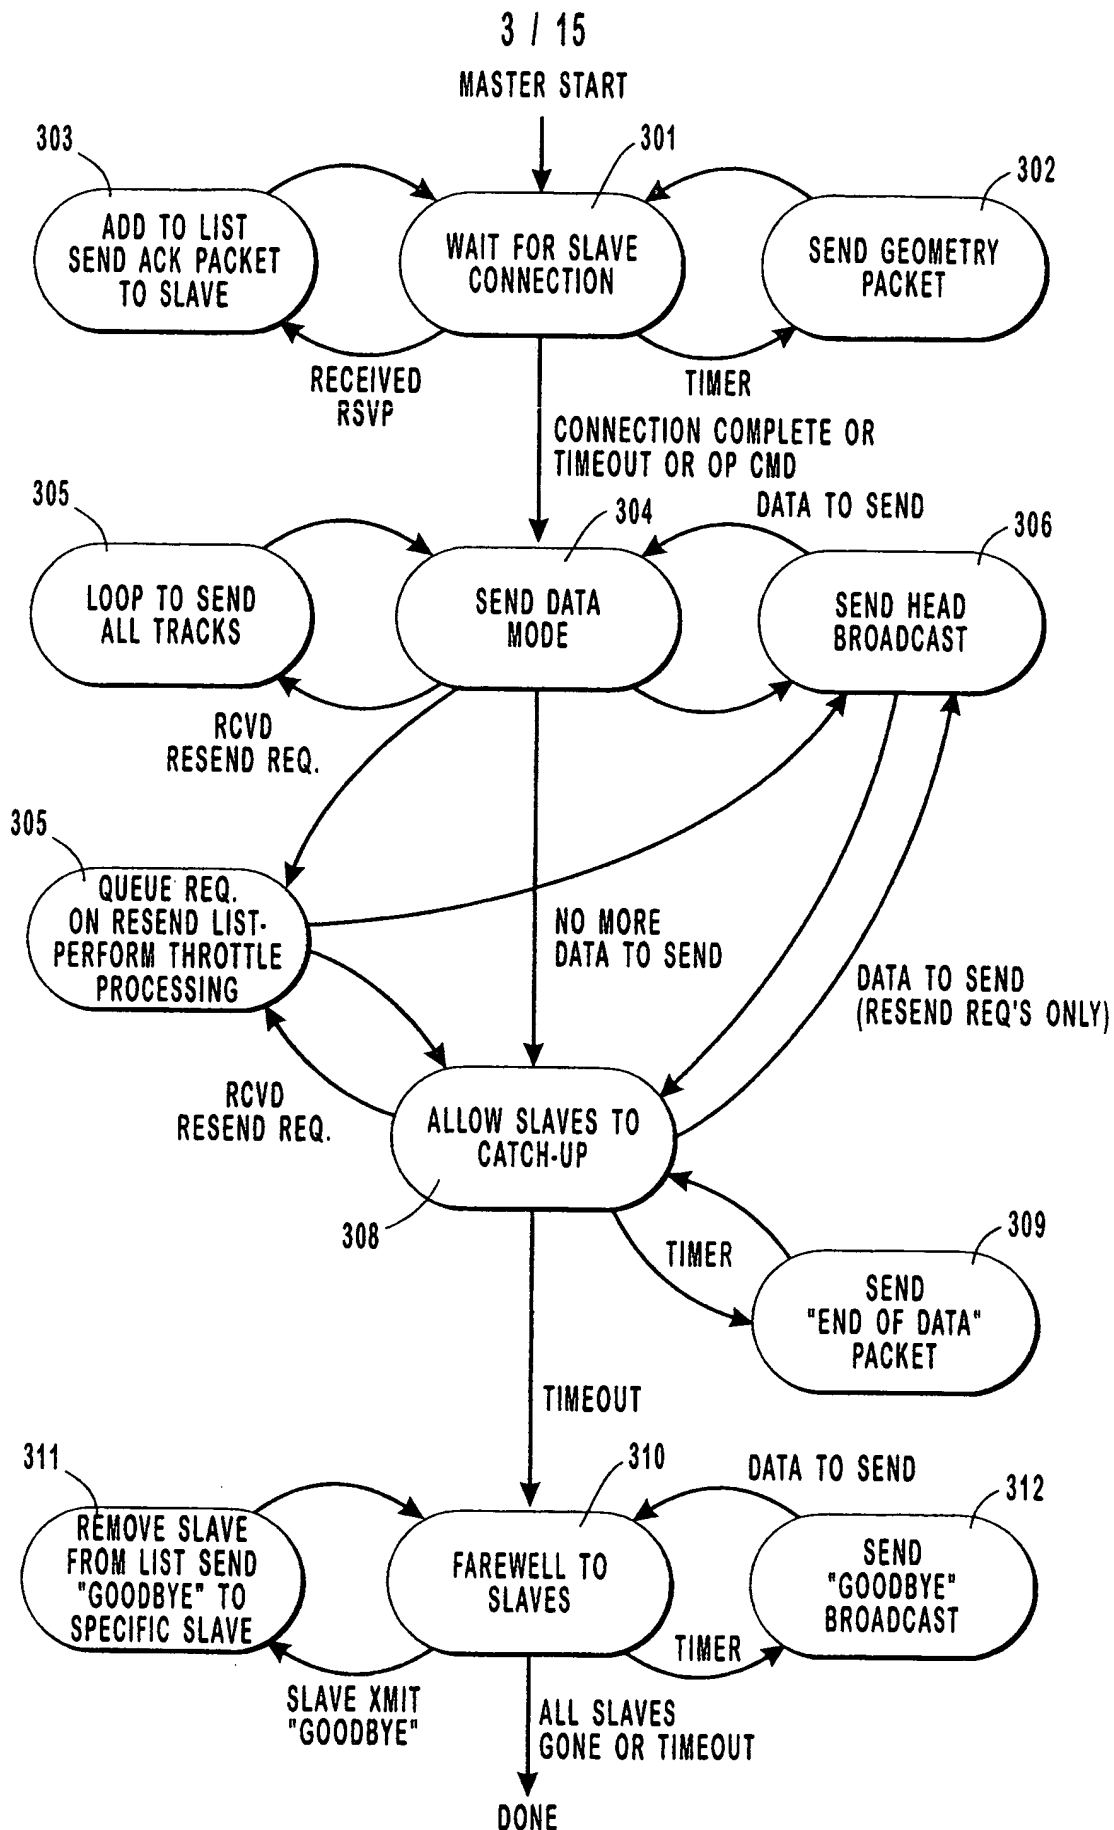 3 / 15
MASTER START
303
301
302
ADD TO LIST
SEND ACK PACKET
TO SLAVE
WAIT FOR SLAVE
CONNECTION
SEND GEOMETRY
PACKET
RECEIVED
RSVP
TIMER
CONNECTION COMPLETE OR
TIMEOUT OR OP CMD
305
304
DATA TO SEND
306
LOOP TO SEND
ALL TRACKS
SEND DATA
MODE
SEND HEAD
BROADCAST
RCVD
RESEND REQ.
305
QUEUE REQ.
ON RESEND LIST-
PERFORM THROTTLE
PROCESSING
NO MORE
DATA TO SEND
DATA TO SEND
(RESEND REQ'S ONLY)
RCVD
RESEND REQ.
ALLOW SLAVES TO
CATCH-UP
308
TIMER
309
SEND
"END OF DATA"
PACKET
TIMEOUT
311
310
DATA TO SEND
312
REMOVE SLAVE
FROM LIST SEND
"GOODBYE" TO
SPECIFIC SLAVE
FAREWELL TO
SLAVES
SEND
"GOODBYE"
BROADCAST
TIMER
SLAVE XMIT
"GOODBYE"
ALL SLAVES
GONE OR TIMEOUT
DONE